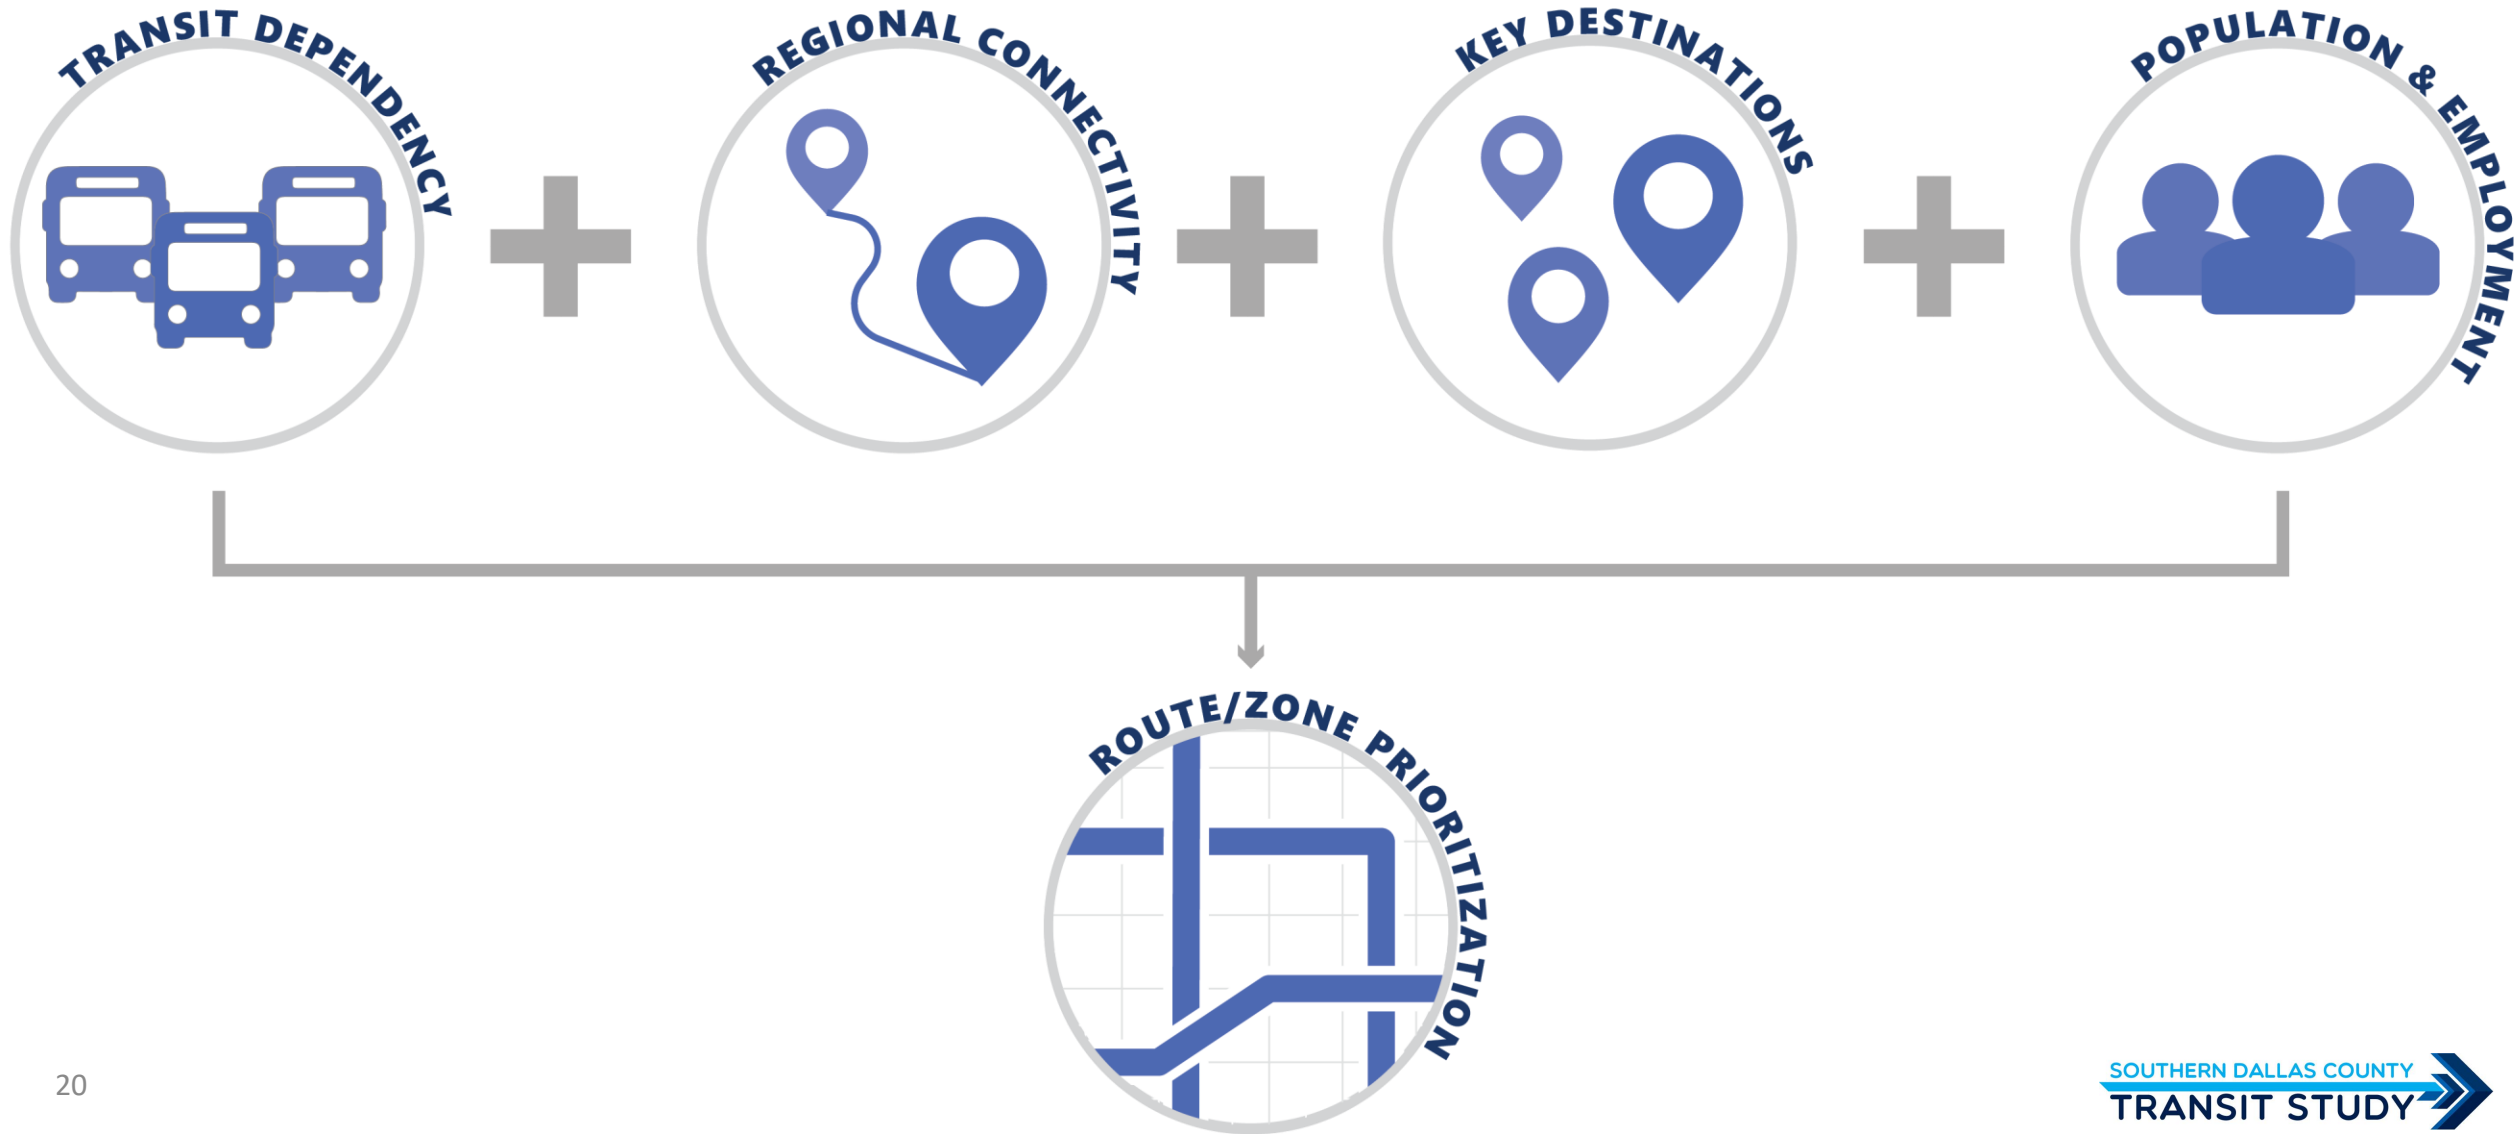 TRANSIT DEPENDENCY
REGIONAL CONNECTIVITY
KEY DESTINATIONS
POPULATION & EMPLOYMENT
ROUTE/ZONE PRIORITIZATION
20
SOUTHERN DALLAS COUNTY
TRANSIT STUDY